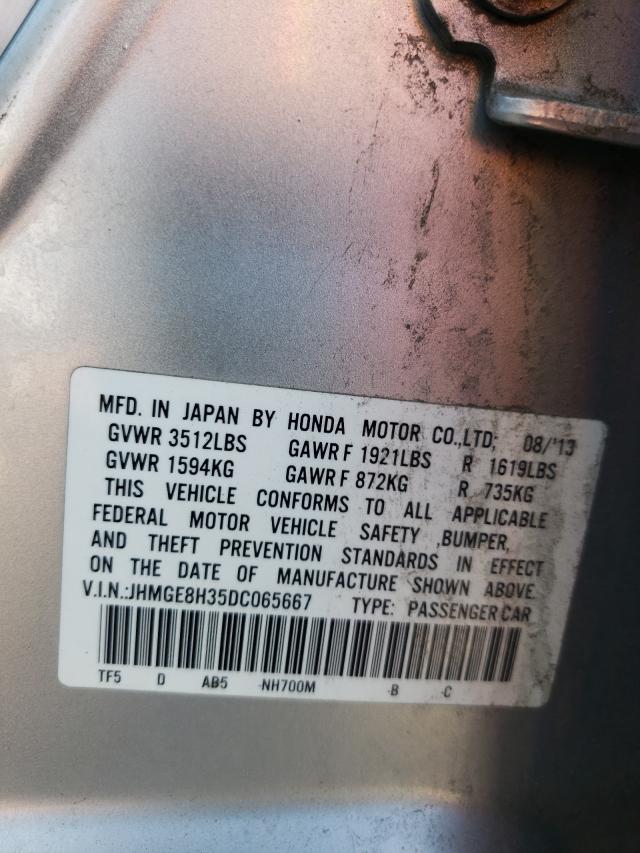 MFD. IN JAPAN BY HONDA MOTOR CO.,LTD; 08/'13
GVWR 3512LBS GAWR F 1921LBS R 1619LBS
GVWR 1594KG GAWR F 872KG R 735KG
THIS VEHICLE CONFORMS TO ALL APPLICABLE
FEDERAL MOTOR VEHICLE SAFETY ,BUMPER,
AND THEFT PREVENTION STANDARDS IN EFFECT
ON THE DATE OF MANUFACTURE SHOWN ABOVE.
V.I.N.:JHMGE8H35DC065667 TYPE: PASSENGER CAR
TF5 D AB5 -NH700M -B -C